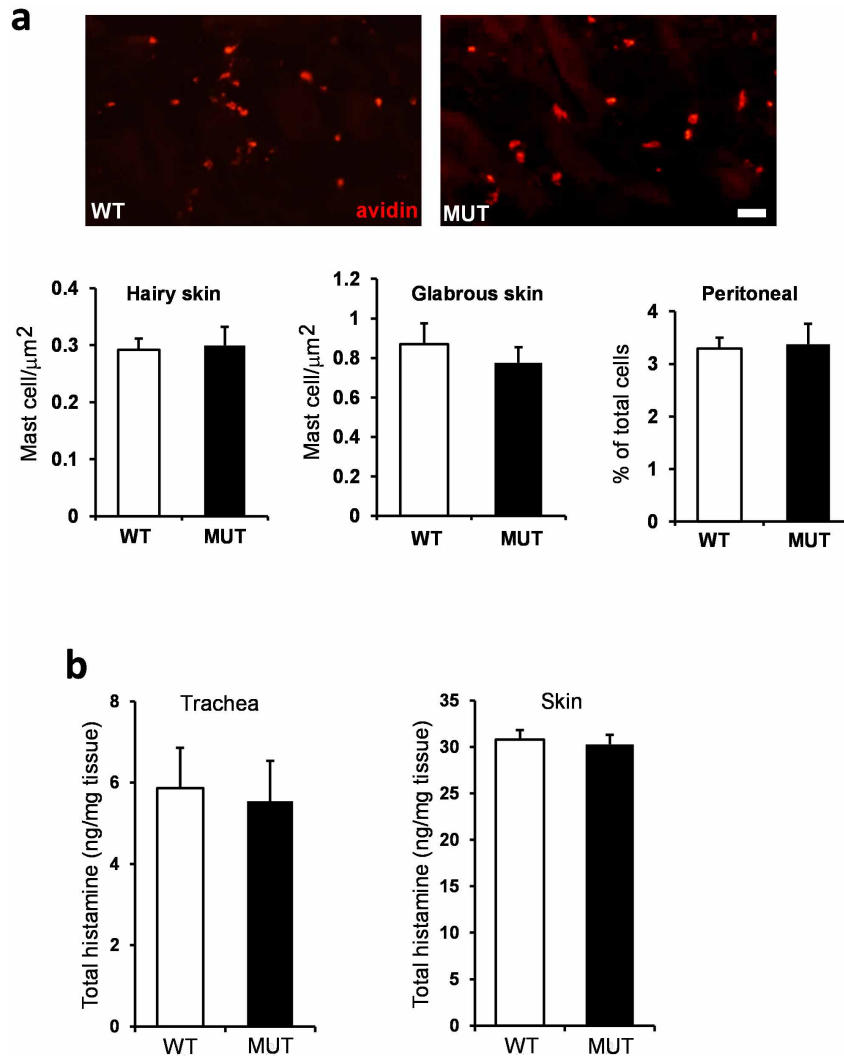 a
WT
avidin
MUT
Hairy skin
Mast cell/μm2
0.4
0.3
0.2
0.1
0
WT
MUT
Glabrous skin
Mast cell/μm2
1.2
1
0.8
0.6
0.4
0.2
0
WT
MUT
Peritoneal
% of total cells
4
3
2
1
0
WT
MUT
b
Trachea
Total histamine (ng/mg tissue)
8
6
4
2
0
WT
MUT
Skin
Total histamine (ng/mg tissue)
35
30
25
20
15
10
5
0
WT
MUT